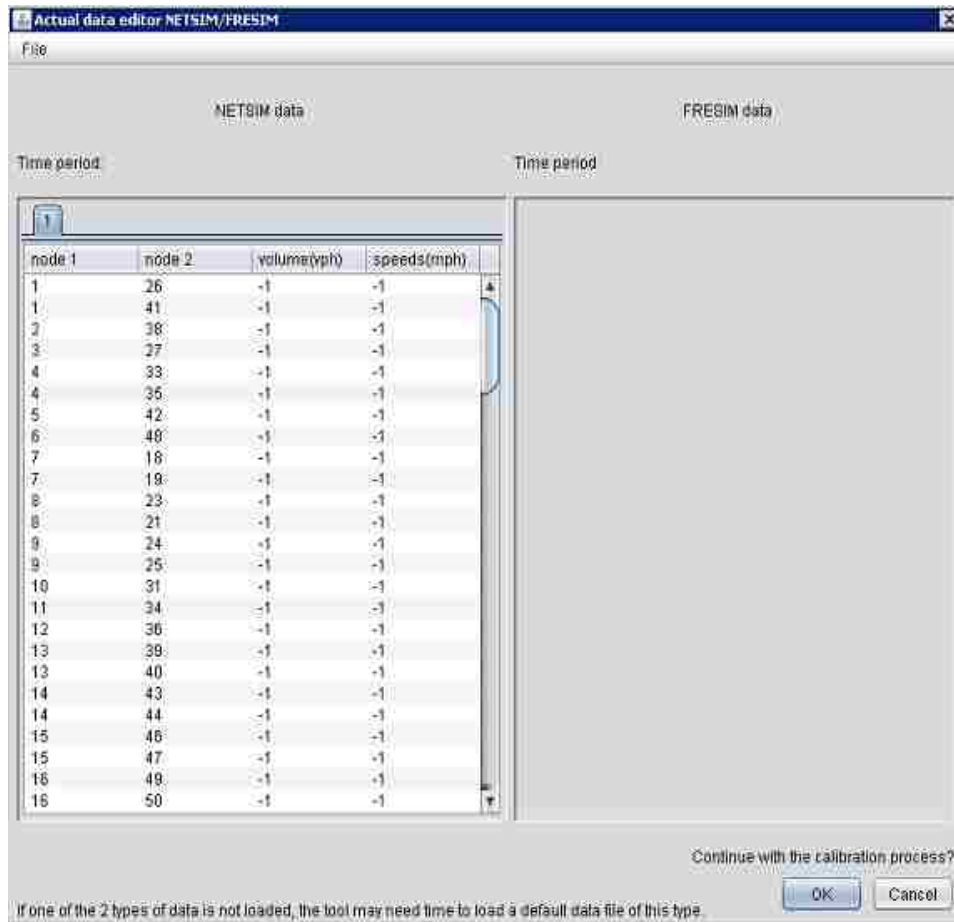 Actual data editor NETSIM/FRESIM
File
NETSIM data
FRESIM data
Time period:
Time period
1
node 1 node 2 volume(vph) speeds(mph)
1 26 -1 -1
1 41 -1 -1
2 38 -1 -1
3 27 -1 -1
4 33 -1 -1
4 35 -1 -1
5 42 -1 -1
6 48 -1 -1
7 18 -1 -1
7 19 -1 -1
8 23 -1 -1
8 21 -1 -1
9 24 -1 -1
9 25 -1 -1
10 31 -1 -1
11 34 -1 -1
12 36 -1 -1
13 39 -1 -1
13 40 -1 -1
14 43 -1 -1
14 44 -1 -1
15 46 -1 -1
15 47 -1 -1
16 49 -1 -1
16 50 -1 -1
Continue with the calibration process?
OK Cancel
If one of the 2 types of data is not loaded, the tool may need time to load a default data file of this type.